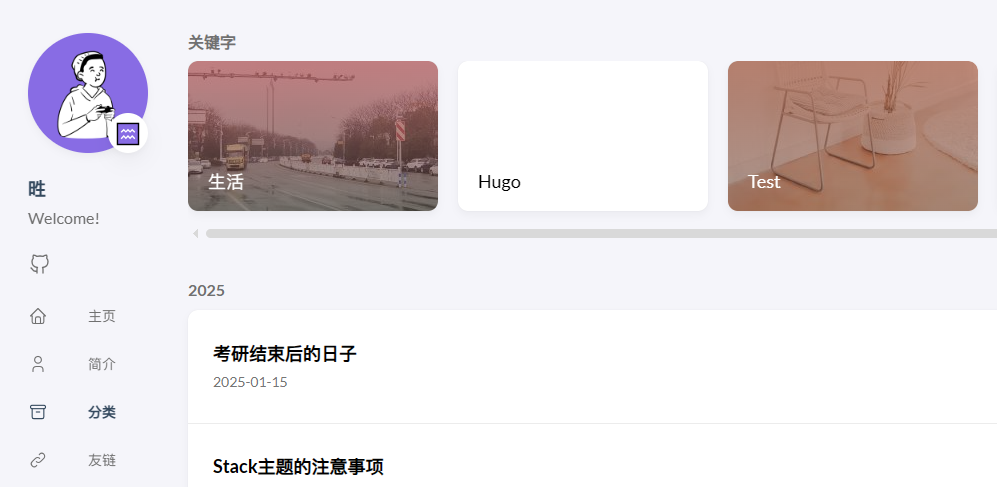 关键字
生活
Hugo
Test
旌
Welcome!
主页
简介
分类
友链
2025
考研结束后的日子
2025-01-15
Stack主题的注意事项